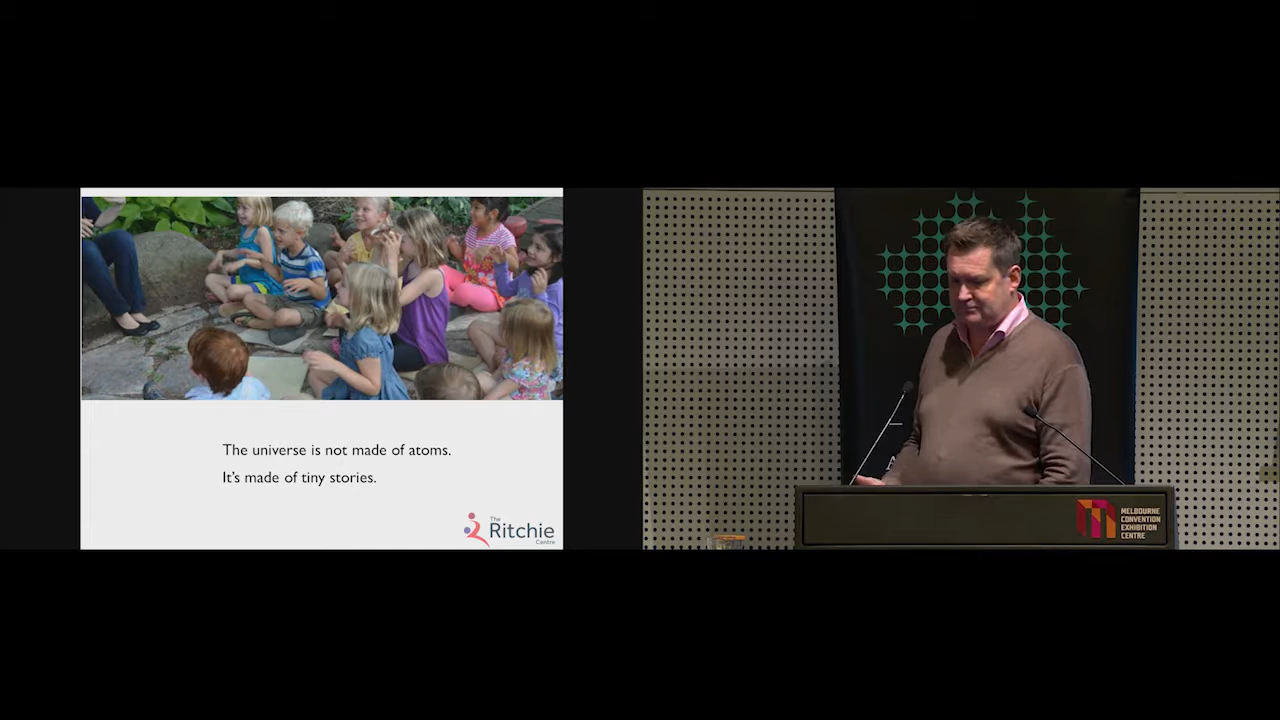 The universe is not made of atoms.
It's made of tiny stories.
The
Ritchie
Centre
MELBOURNE
CONVENTION
EXHIBITION
CENTRE